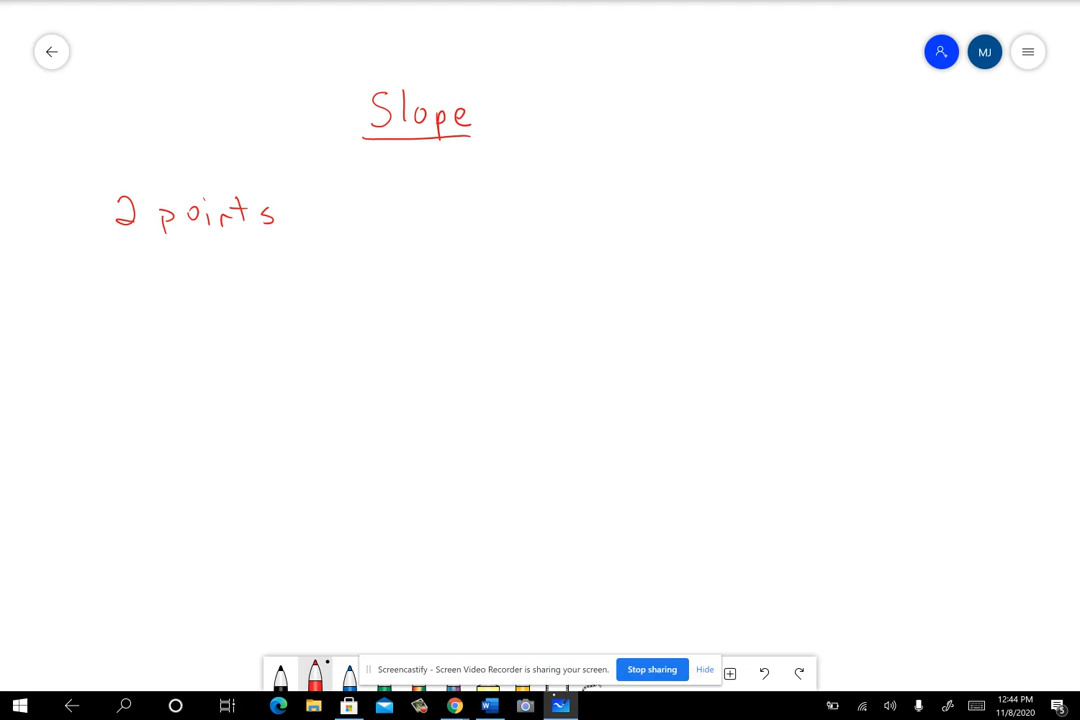 MJ
Slope
2 points
Screencastify - Screen Video Recorder is sharing your screen. Stop sharing Hide
12:44 PM
11/8/2020
5